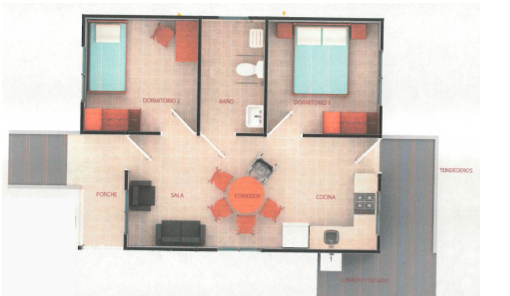 DORMITORIO 2
BAÑO
DORMITORIO 1
TENDEDEROS
PORCHE
SALA
COMEDOR
COCINA